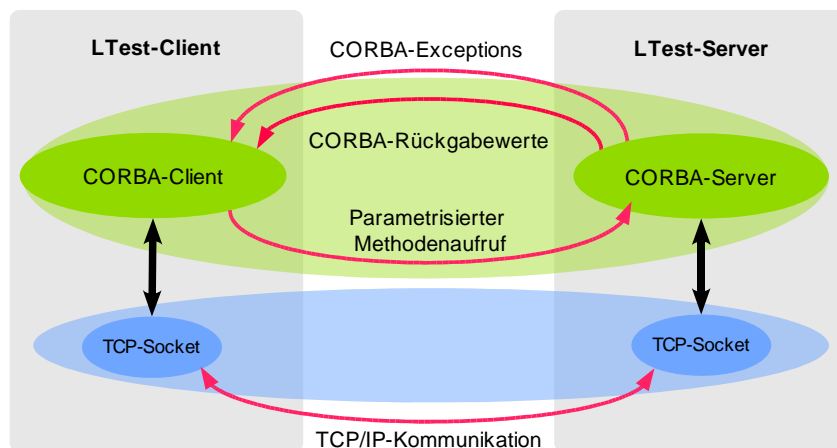 LTest-Client
CORBA-Exceptions
LTest-Server
CORBA-Rückgabewerte
CORBA-Client
CORBA-Server
Parametrisierter
Methodenaufruf
TCP-Socket
TCP-Socket
TCP/IP-Kommunikation